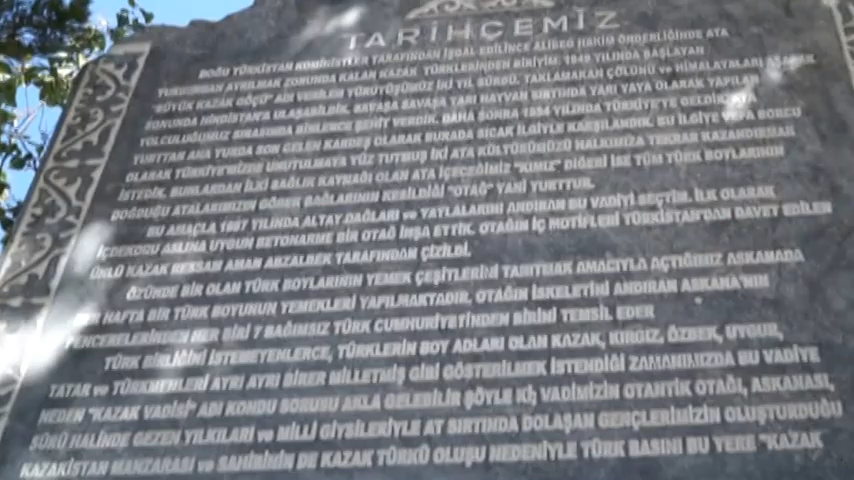 TARİHÇEMİZ
DOĞU TÜRKİSTAN KOMÜNİSTLER TARAFINDAN İŞGAL EDİLİNCE ALİBEG HAKİM ÖNDERLİĞİNDE ATA
YURDUNDAN AYRILMAK ZORUNDA KALAN KAZAK TÜRKLERİNDEN BİRİYİM. 1949 YILINDA BAŞLAYAN
"BÜYÜK KAZAK GÖÇÜ" ADI VERİLEN YÜRÜYÜŞÜMÜZ İKİ YIL SÜRDÜ. TAKLAMAKAN ÇÖLÜNÜ ve HİMALAYALARI AŞARAK
SONUNDA HİNDİSTAN'A ULAŞABİLDİK. SAVAŞA SAVAŞA YARI HAYVAN SIRTINDA YARI YAYA OLARAK YAPILAN
YOLCULUĞUMUZ SIRASINDA BİNLERCE ŞEHİT VERDİK. DAHA SONRA 1954 YILINDA TÜRKİYE'YE GELDİK. ATA
YURTTAN ANA YURDA SON GELEN KARDEŞ OLARAK BURADA SICAK İLGİYLE KARŞILANDIK. BU İLGİYE VEFA BORCU
OLARAK TÜRKİYE'MİZE UNUTULMAYA YÜZ TUTMUŞ İKİ ATA KÜLTÜRÜMÜZÜ HALKIMIZA TEKRAR KAZANDIRMAK
İSTEDİK. BUNLARDAN İLKİ BAĞLIK KAYNAĞI OLAN ATA İÇECEĞİMİZ "KIMIZ" DİĞERİ İSE TÜM TÜRK BOYLARININ
DOĞDUĞU ATALARIMIZIN GÖBEK BAĞLARININ KESİLDİĞİ "OTAĞ" YANİ YURTTUR.
BU AMAÇLA 1987 YILINDA ALTAY DAĞLARI ve YAYLALARINI ANDIRAN BU VADİYİ SEÇTİK. İLK OLARAK
İÇDEKORU ASLINA UYGUN BETONARME BİR OTAĞ İNŞA ETTİK. OTAĞIN İÇ MOTİFLERİ TÜRKİSTAN'DAN DAVET EDİLEN
ÜNLÜ KAZAK RESSAM AMAN ARZALBEK TARAFINDAN ÇİZİLDİ.
ÖZÜNDE BİR OLAN TÜRK BOYLARININ YEMEK ÇEŞİTLERİNİ TANITMAK AMACIYLA AÇTIĞIMIZ ASKANADA
HER HAFTA BİR TÜRK BOYUNUN YEMEKLERİ YAPILMAKTADIR. OTAĞIN İSKELETİNİ ANDIRAN ASKANA'NIN
PENCERELERİNİN HER BİRİ 7 BAĞIMSIZ TÜRK CUMHURİYETİNDEN BİRİNİ TEMSİL EDER
TÜRK BİRLİĞİNİ İSTEMEYENLERCE, TÜRKLERİN BOY ADLARI OLAN KAZAK, KIRGIZ, ÖZBEK, UYGUR,
TATAR ve TÜRKMENLERİ AYRI AYRI BİRER MİLLETMİŞ GİBİ GÖSTERİLMEK İSTENDİĞİ ZAMANIMIZDA BU VADİYE
NEDEN "KAZAK VADİSİ" ADI KONDU SORUSU AKLA GELEBİLİR ŞÖYLE Kİ; VADİMİZİN OTANTİK OTAĞI, ASKANASI,
SÜRÜ HALİNDE GEZEN YILKILARI ve MİLLİ GİYSİLERİYLE AT SIRTINDA DOLAŞAN GENÇLERİMİZİN OLUŞTURDUĞU
KAZAKİSTAN MANZARASI ve SAHİBİNİN DE KAZAK TÜRKÜ OLUŞU NEDENİYLE TÜRK BASINI BU YERE "KAZAK